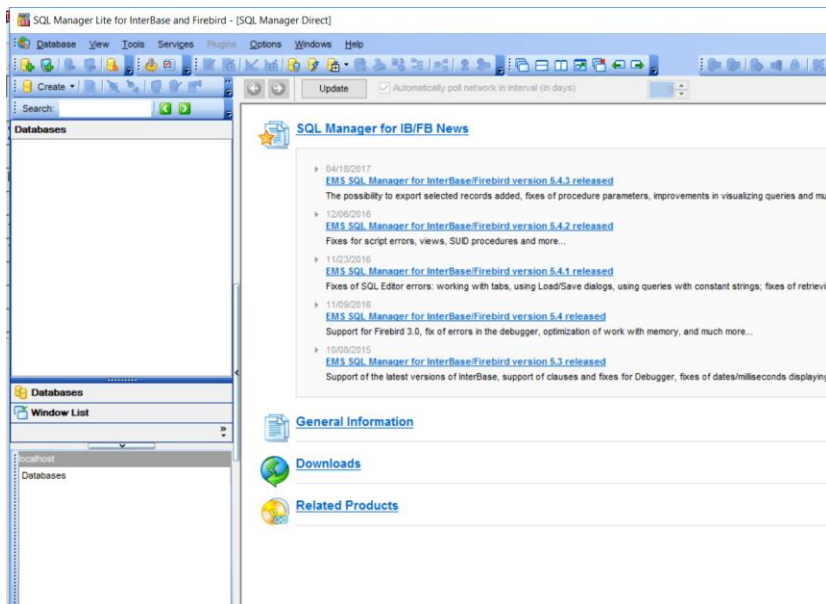 SQL Manager Lite for InterBase and Firebird - [SQL Manager Direct]
Database View Tools Services Plugins Options Windows Help
Create
Update
Automatically poll network in interval (in days)
Search:
Databases
SQL Manager for IB/FB News
04/18/2017
EMS SQL Manager for InterBase/Firebird version 5.4.3 released
The possibility to export selected records added, fixes of procedure parameters, improvements in visualizing queries and mu
12/06/2016
EMS SQL Manager for InterBase/Firebird version 5.4.2 released
Fixes for script errors, views, SUID procedures and more...
11/23/2016
EMS SQL Manager for InterBase/Firebird version 5.4.1 released
Fixes of SQL Editor errors: working with tabs, using Load/Save dialogs, using queries with constant strings; fixes of retrievi
11/09/2016
EMS SQL Manager for InterBase/Firebird version 5.4 released
Support for Firebird 3.0, fix of errors in the debugger, optimization of work with memory, and much more...
10/08/2015
EMS SQL Manager for InterBase/Firebird version 5.3 released
Support of the latest versions of InterBase, support of clauses and fixes for Debugger, fixes of dates/milliseconds displaying
Databases
Window List
General Information
Downloads
Related Products
ocalhost
Databases